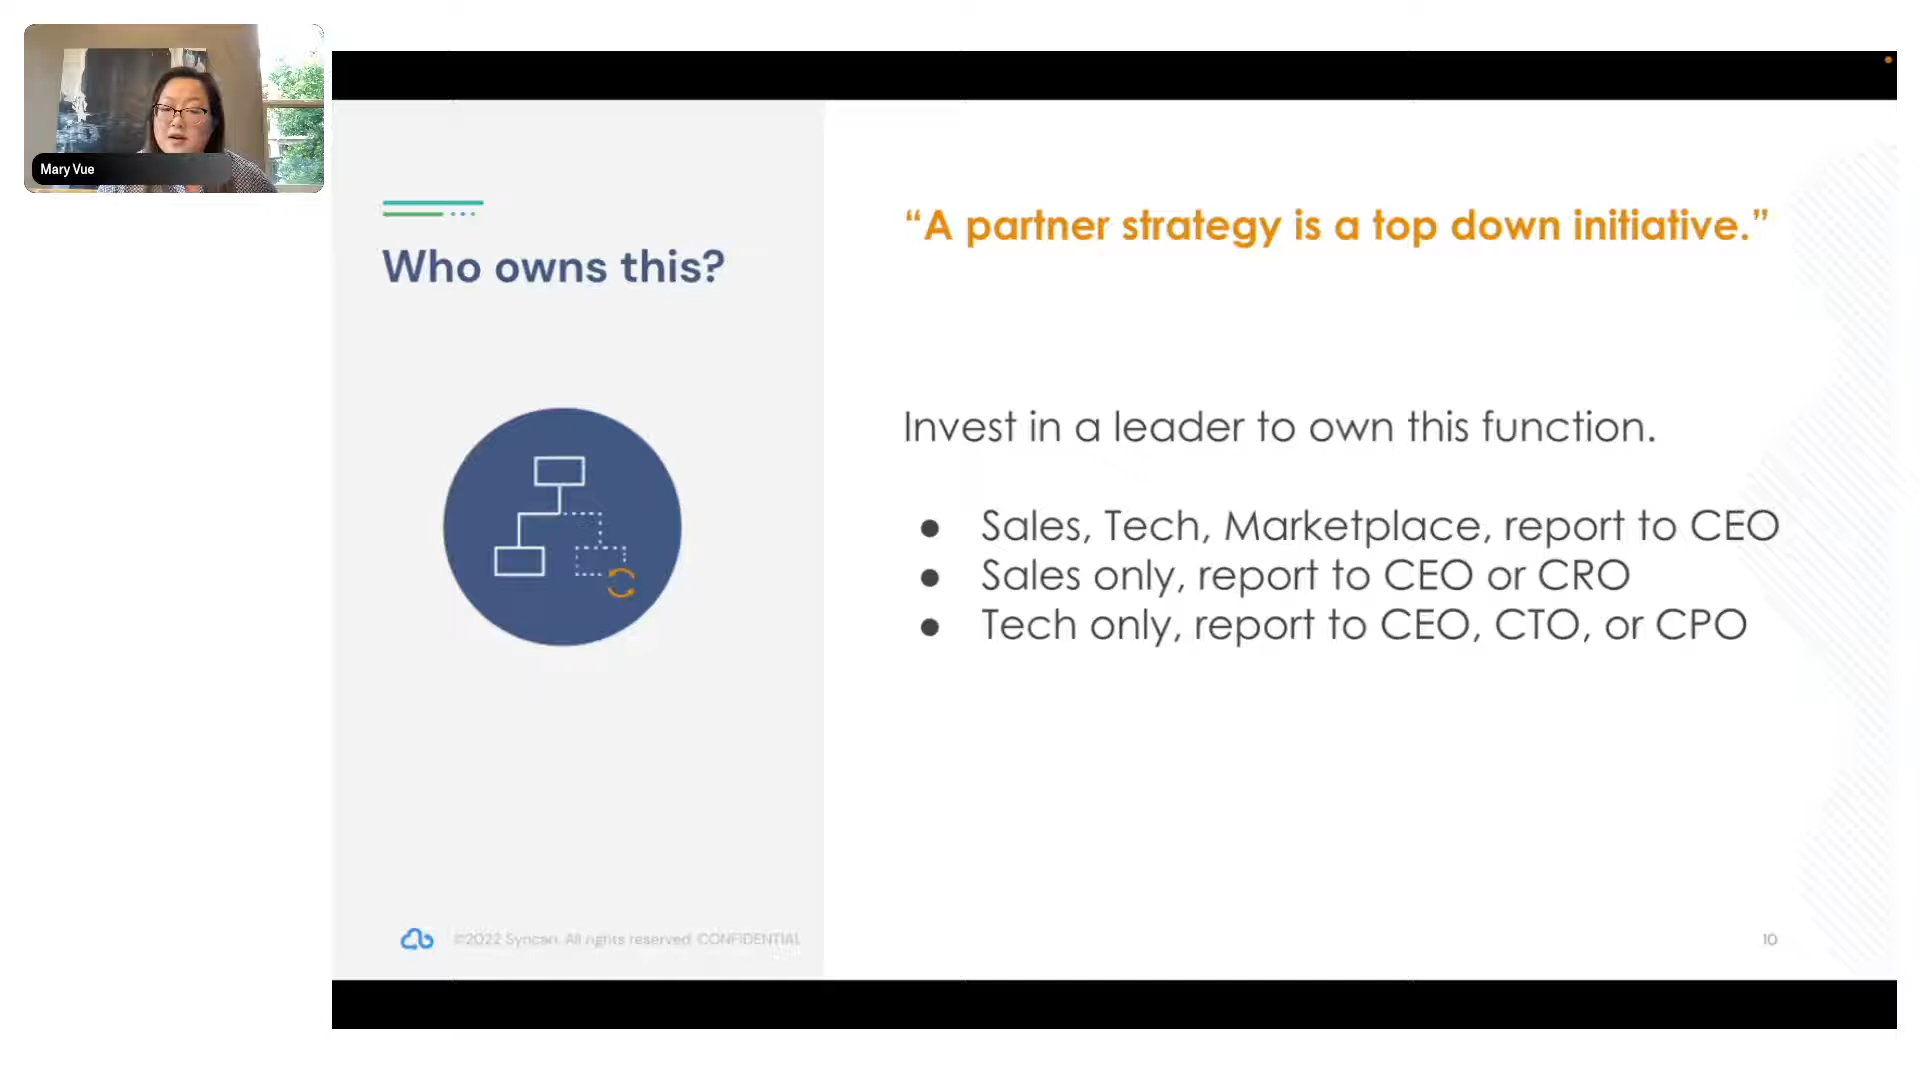 Mary Vue
Who owns this?
“A partner strategy is a top down initiative.”
Invest in a leader to own this function.
● Sales, Tech, Marketplace, report to CEO
● Sales only, report to CEO or CRO
● Tech only, report to CEO, CTO, or CPO
©2022 Syncari. All rights reserved. CONFIDENTIAL
10